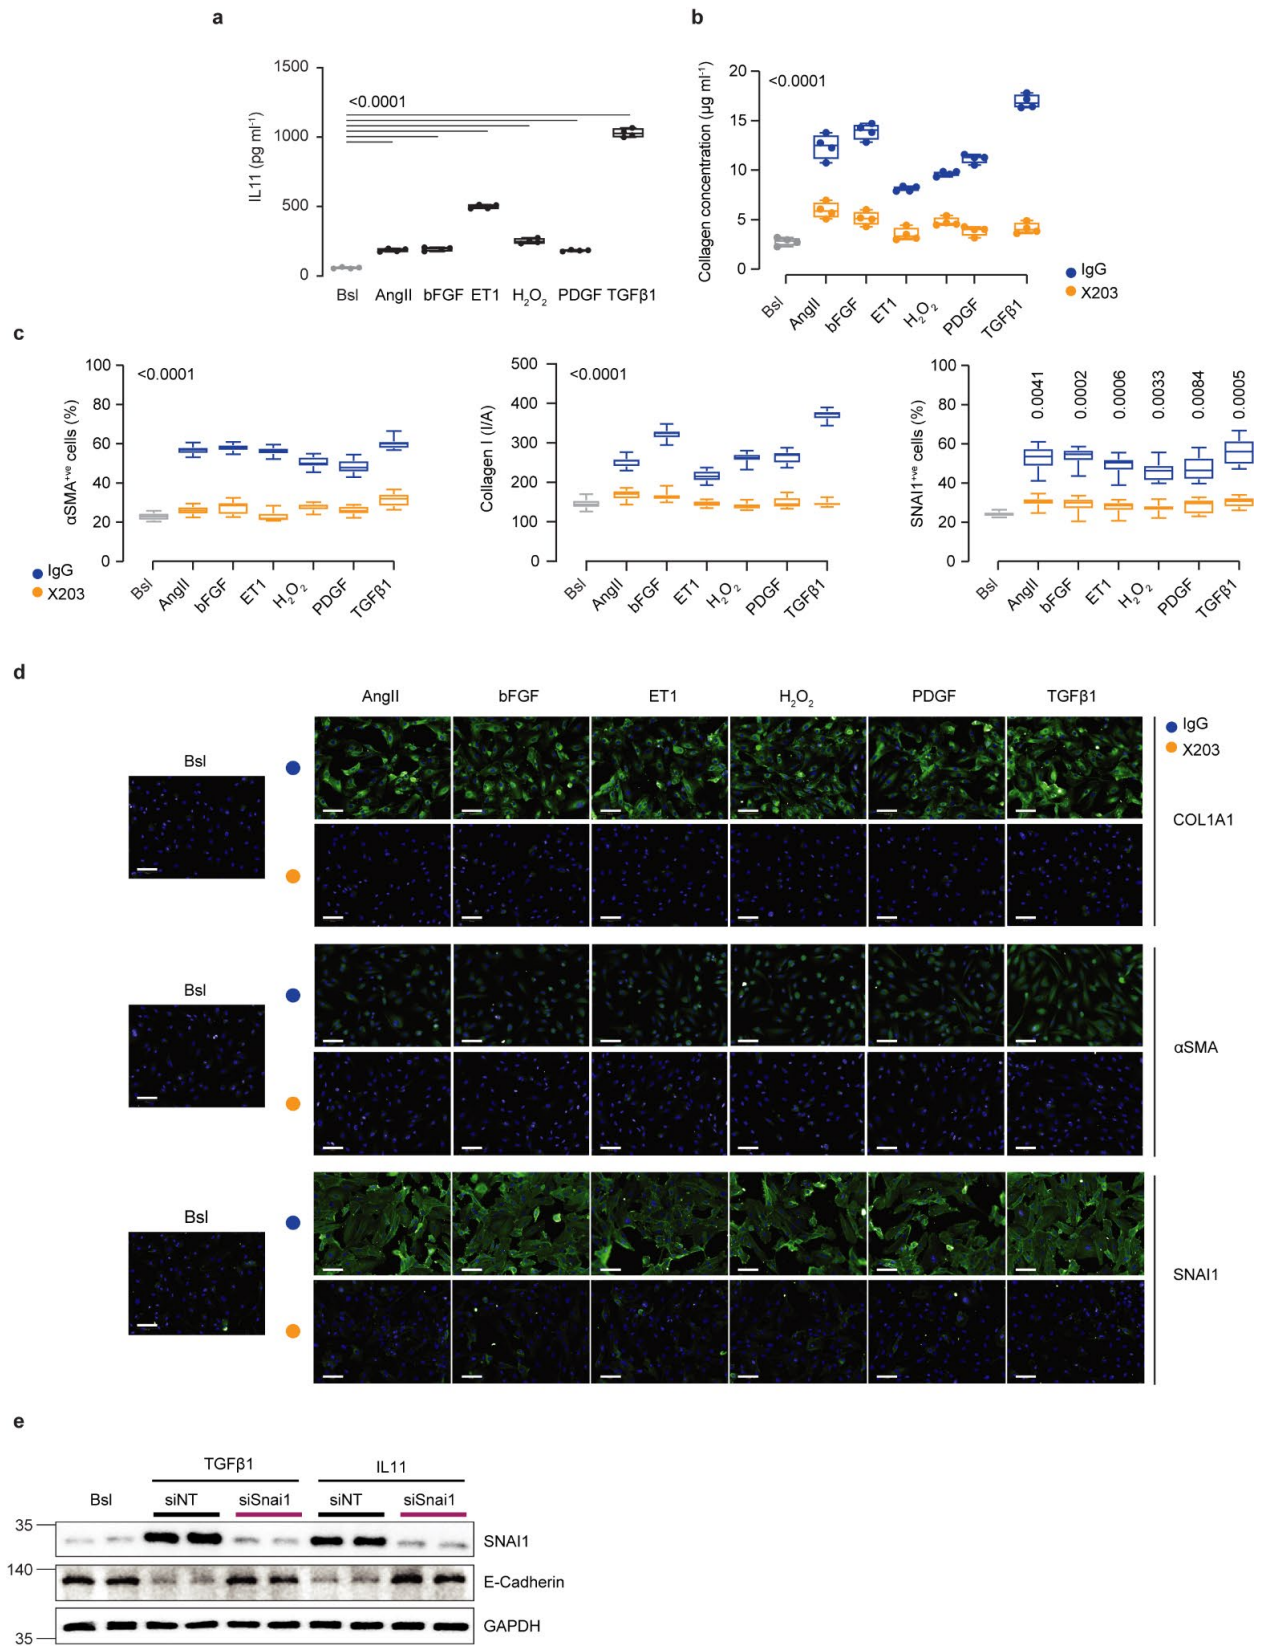 a
1500
1000
500
0
IL11 (pg ml⁻¹)
<0.0001
Bsl AngII bFGF ET1 H₂O₂ PDGF TGFβ1
b
20
15
10
5
0
Collagen concentration (μg ml⁻¹)
<0.0001
Bsl AngII bFGF ET1 H₂O₂ PDGF TGFβ1
IgG
X203
c
100
80
60
40
20
0
αSMA⁺ᵛᵉ cells (%)
<0.0001
Bsl AngII bFGF ET1 H₂O₂ PDGF TGFβ1
IgG
X203
500
400
300
200
100
0
Collagen I (I/A)
<0.0001
Bsl AngII bFGF ET1 H₂O₂ PDGF TGFβ1
100
80
60
40
20
0
SNAI1⁺ᵛᵉ cells (%)
0.0041 0.0002 0.0006 0.0033 0.0084 0.0005
Bsl AngII bFGF ET1 H₂O₂ PDGF TGFβ1
d
AngII bFGF ET1 H₂O₂ PDGF TGFβ1
IgG
X203
Bsl
COL1A1
Bsl
αSMA
Bsl
SNAI1
e
TGFβ1 IL11
Bsl siNT siSnai1 siNT siSnai1
35
SNAI1
140
E-Cadherin
GAPDH
35